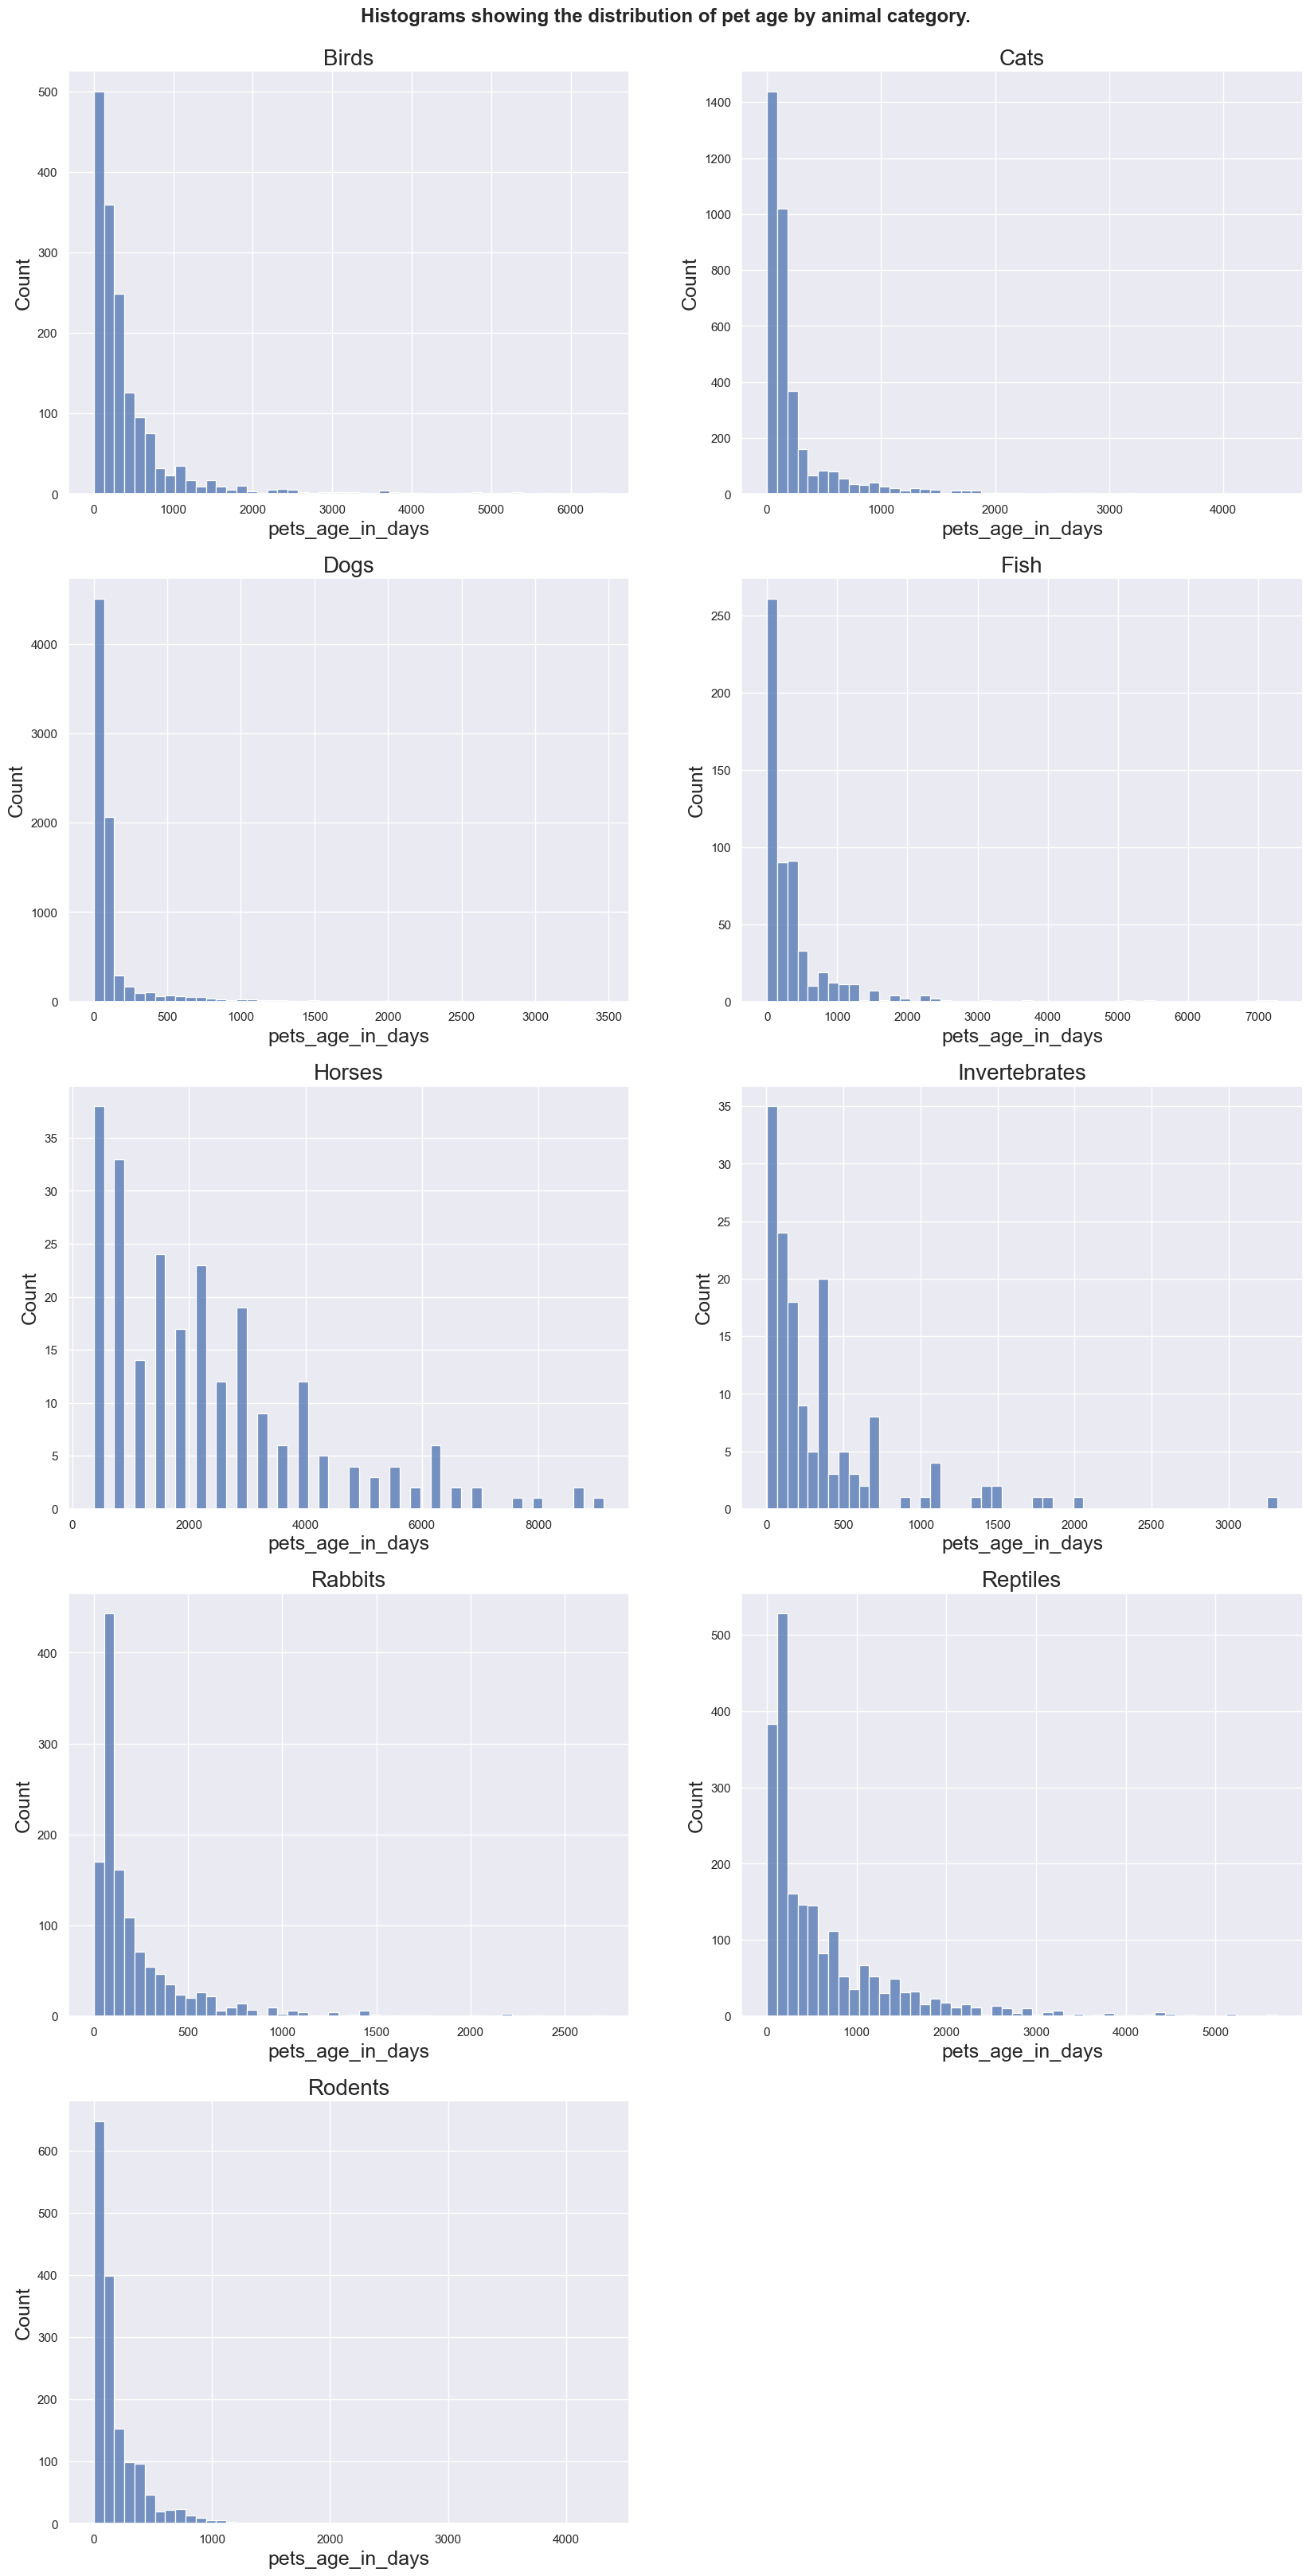 Histograms showing the distribution of pet age by animal category.
Birds
Count
500
400
300
200
100
0
0 1000 2000 3000 4000 5000 6000
pets_age_in_days
Cats
Count
1400
1200
1000
800
600
400
200
0
0 1000 2000 3000 4000
pets_age_in_days
Dogs
Count
4000
3000
2000
1000
0
0 500 1000 1500 2000 2500 3000 3500
pets_age_in_days
Fish
Count
250
200
150
100
50
0
0 1000 2000 3000 4000 5000 6000 7000
pets_age_in_days
Horses
Count
35
30
25
20
15
10
5
0
0 2000 4000 6000 8000
pets_age_in_days
Invertebrates
Count
35
30
25
20
15
10
5
0
0 500 1000 1500 2000 2500 3000
pets_age_in_days
Rabbits
Count
400
300
200
100
0
0 500 1000 1500 2000 2500
pets_age_in_days
Reptiles
Count
500
400
300
200
100
0
0 1000 2000 3000 4000 5000
pets_age_in_days
Rodents
Count
600
500
400
300
200
100
0
0 1000 2000 3000 4000
pets_age_in_days